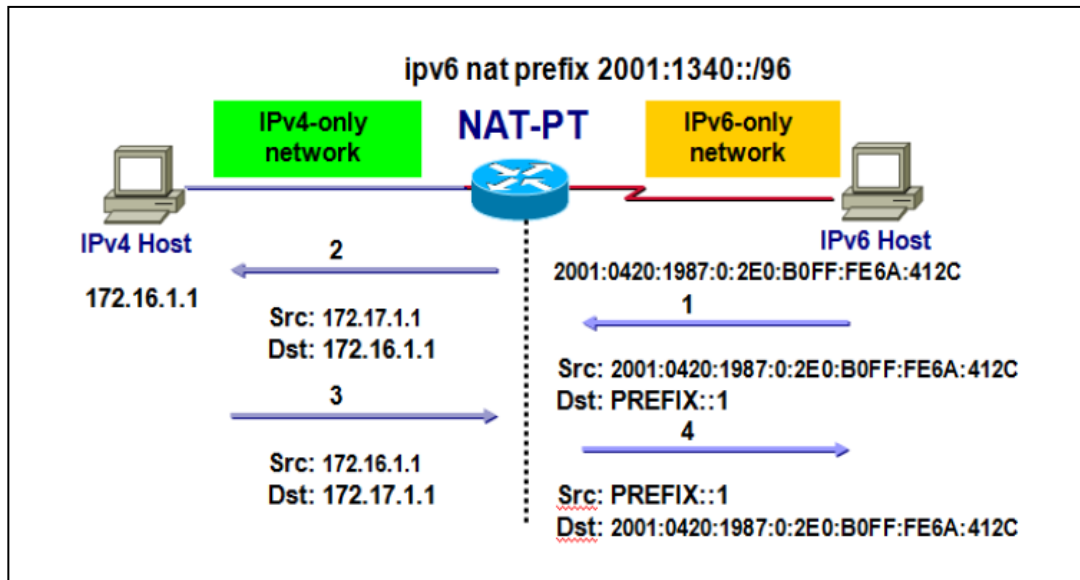 ipv6 nat prefix 2001:1340::/96
IPv4-only
network
NAT-PT
IPv6-only
network
IPv4 Host
IPv6 Host
172.16.1.1
2001:0420:1987:0:2E0:B0FF:FE6A:412C
2
1
Src: 172.17.1.1
Dst: 172.16.1.1
Src: 2001:0420:1987:0:2E0:B0FF:FE6A:412C
Dst: PREFIX::1
3
4
Src: 172.16.1.1
Dst: 172.17.1.1
Src: PREFIX::1
Dst: 2001:0420:1987:0:2E0:B0FF:FE6A:412C